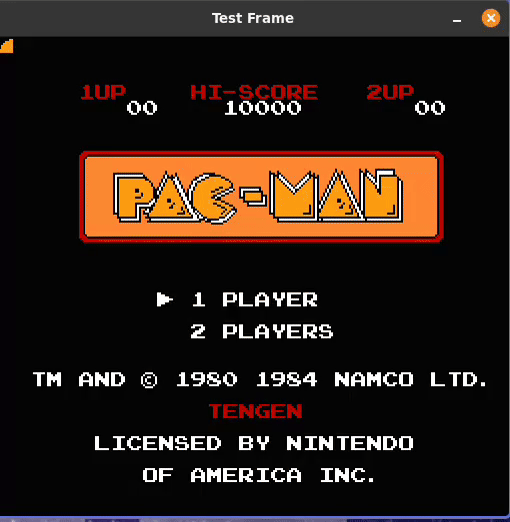 Test Frame
1UP HI-SCORE 2UP
00 10000 00
PAC-MAN
1 PLAYER
2 PLAYERS
TM AND © 1980 1984 NAMCO LTD.
TENGEN
LICENSED BY NINTENDO
OF AMERICA INC.